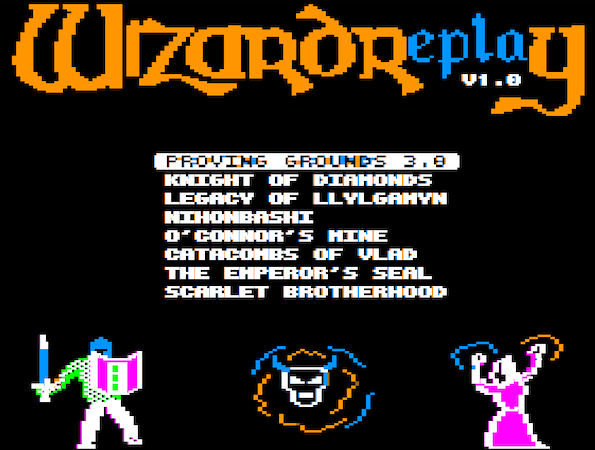 Wizardreplay
V1.0
PROVING GROUNDS 3.0
KNIGHT OF DIAMONDS
LEGACY OF LLYLGAMYN
NIHONBASHI
O'CONNOR'S MINE
CATACOMBS OF VLAD
THE EMPEROR'S SEAL
SCARLET BROTHERHOOD